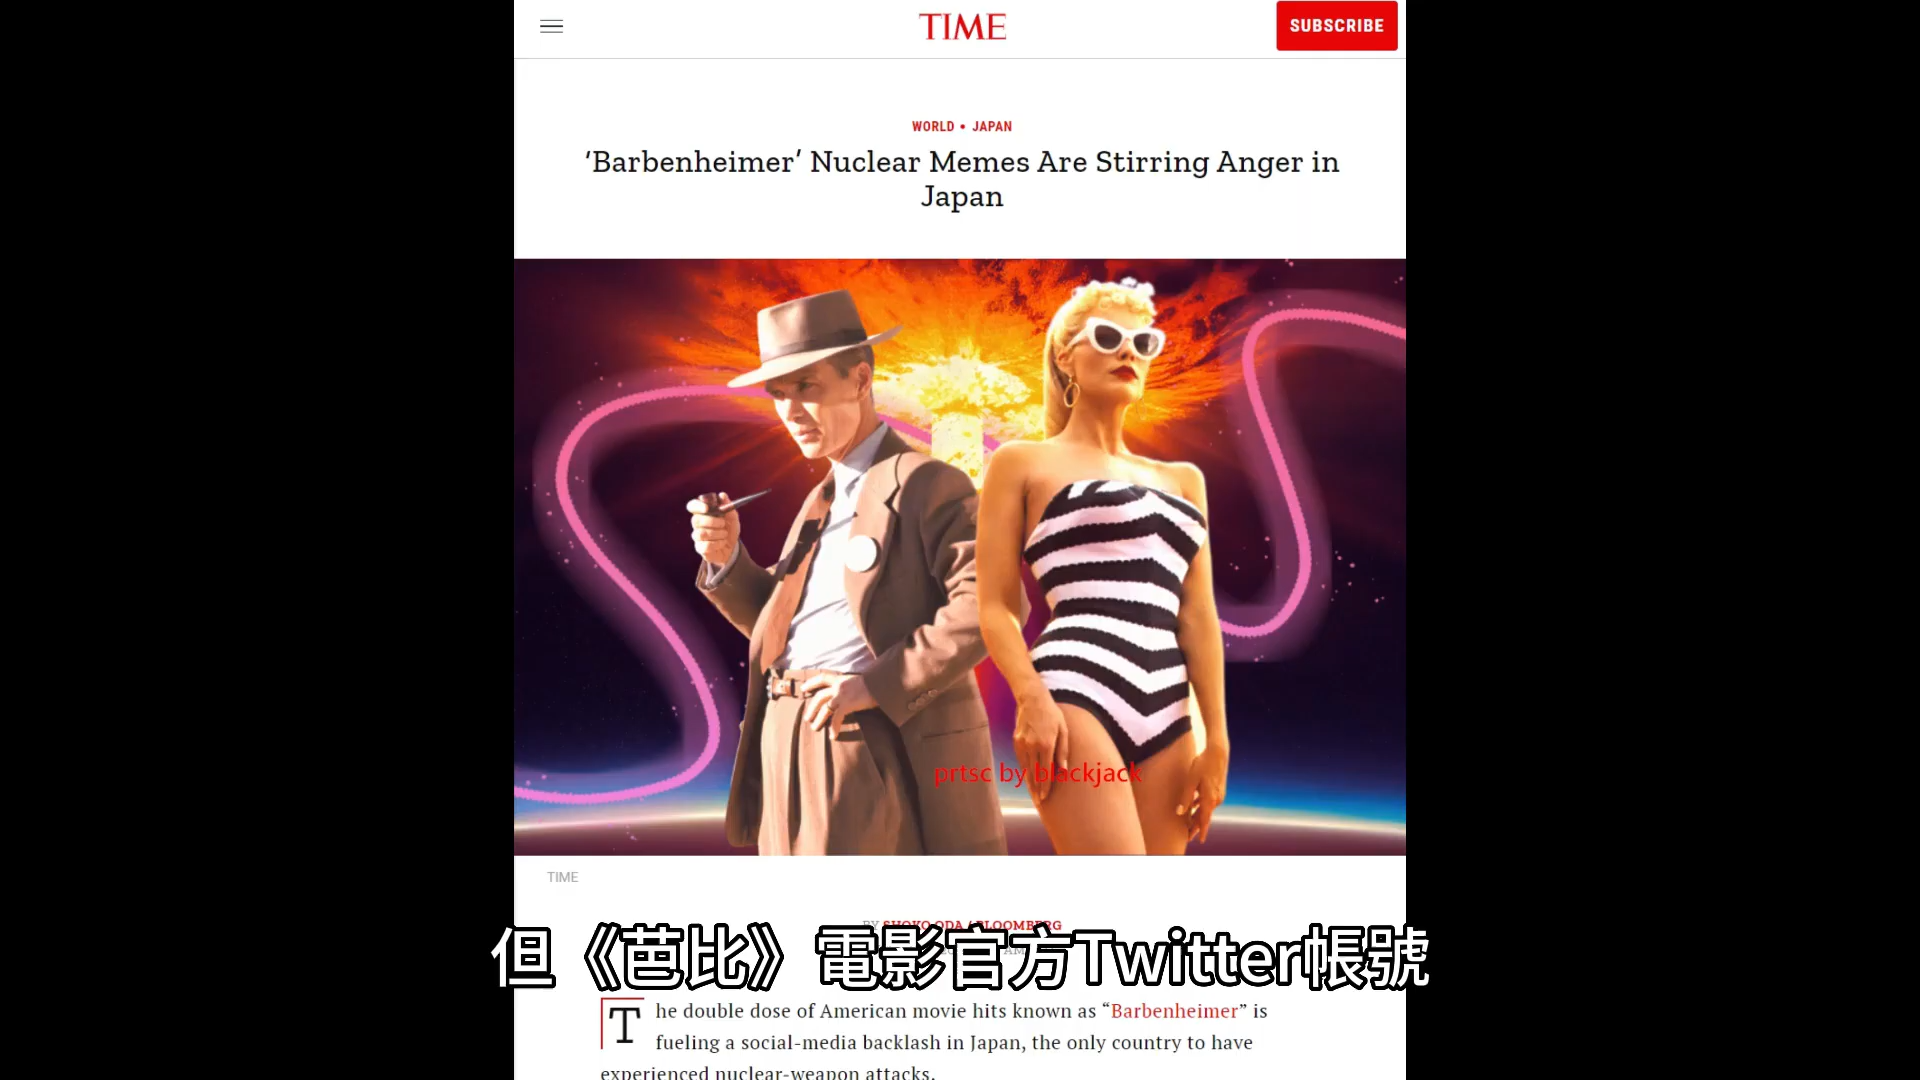 TIME
SUBSCRIBE
WORLD • JAPAN
‘Barbenheimer’ Nuclear Memes Are Stirring Anger in
Japan
prtsc by blackjack
TIME
BY SHOKO ODA / BLOOMBERG
但《芭比》電影官方Twitter帳號
The double dose of American movie hits known as “Barbenheimer” is
fueling a social-media backlash in Japan, the only country to have
experienced nuclear-weapon attacks.